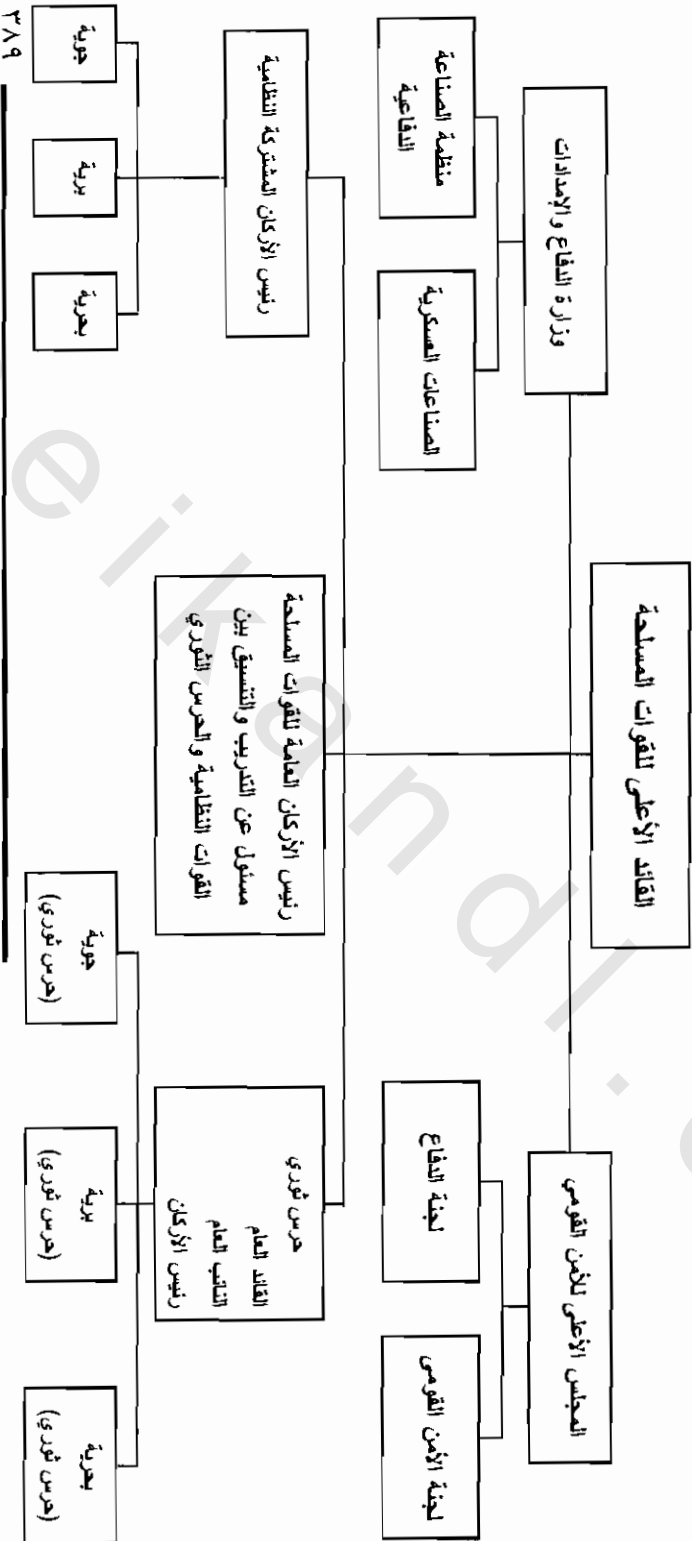 القائد الأعلى للقوات المسلحة
المجلس الأعلى للأمن القومي
لجنة الأمن القومى
لجنة الدفاع
وزارة الدفاع والإمدادات
الصناعات العسكرية
منظمة الصناعة
الدفاعية
رئيس الأركان العامة للقوات المسلحة
مسئول عن التدريب والتنسيق بين
القوات النظامية والحرس الثوري
حرس ثوري
القائد العام
النائب العام
رئيس الأركان
رئيس الأركان المشتركة النظامية
بحرية
(حرس ثوري)
برية
(حرس ثوري)
جوية
(حرس ثوري)
بحرية
برية
جوية
٣٨٩
eikandl.